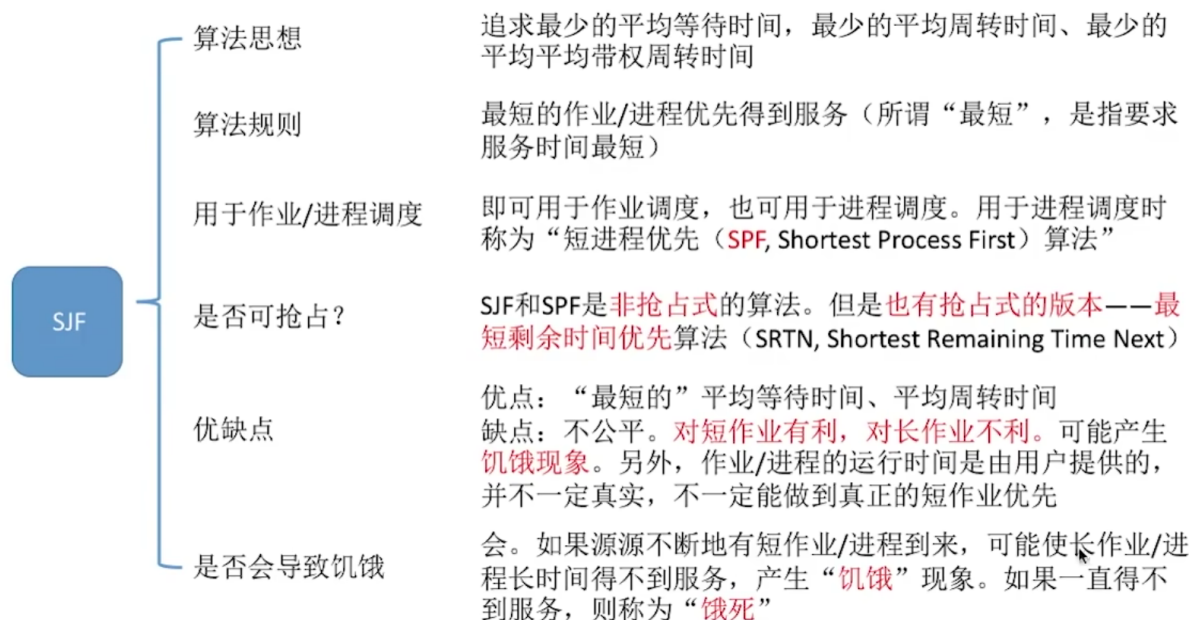 SJF
算法思想
追求最少的平均等待时间，最少的平均周转时间、最少的
平均平均带权周转时间
算法规则
最短的作业/进程优先得到服务（所谓“最短”，是指要求
服务时间最短）
用于作业/进程调度
即可用于作业调度，也可用于进程调度。用于进程调度时
称为“短进程优先（SPF, Shortest Process First）算法”
是否可抢占？
SJF和SPF是非抢占式的算法。但是也有抢占式的版本——最
短剩余时间优先算法（SRTN, Shortest Remaining Time Next）
优缺点
优点：“最短的”平均等待时间、平均周转时间
缺点：不公平。对短作业有利，对长作业不利。可能产生
饥饿现象。另外，作业/进程的运行时间是由用户提供的，
并不一定真实，不一定能做到真正的短作业优先
是否会导致饥饿
会。如果源源不断地有短作业/进程到来，可能使长作业/进
程长时间得不到服务，产生“饥饿”现象。如果一直得不
到服务，则称为“饿死”